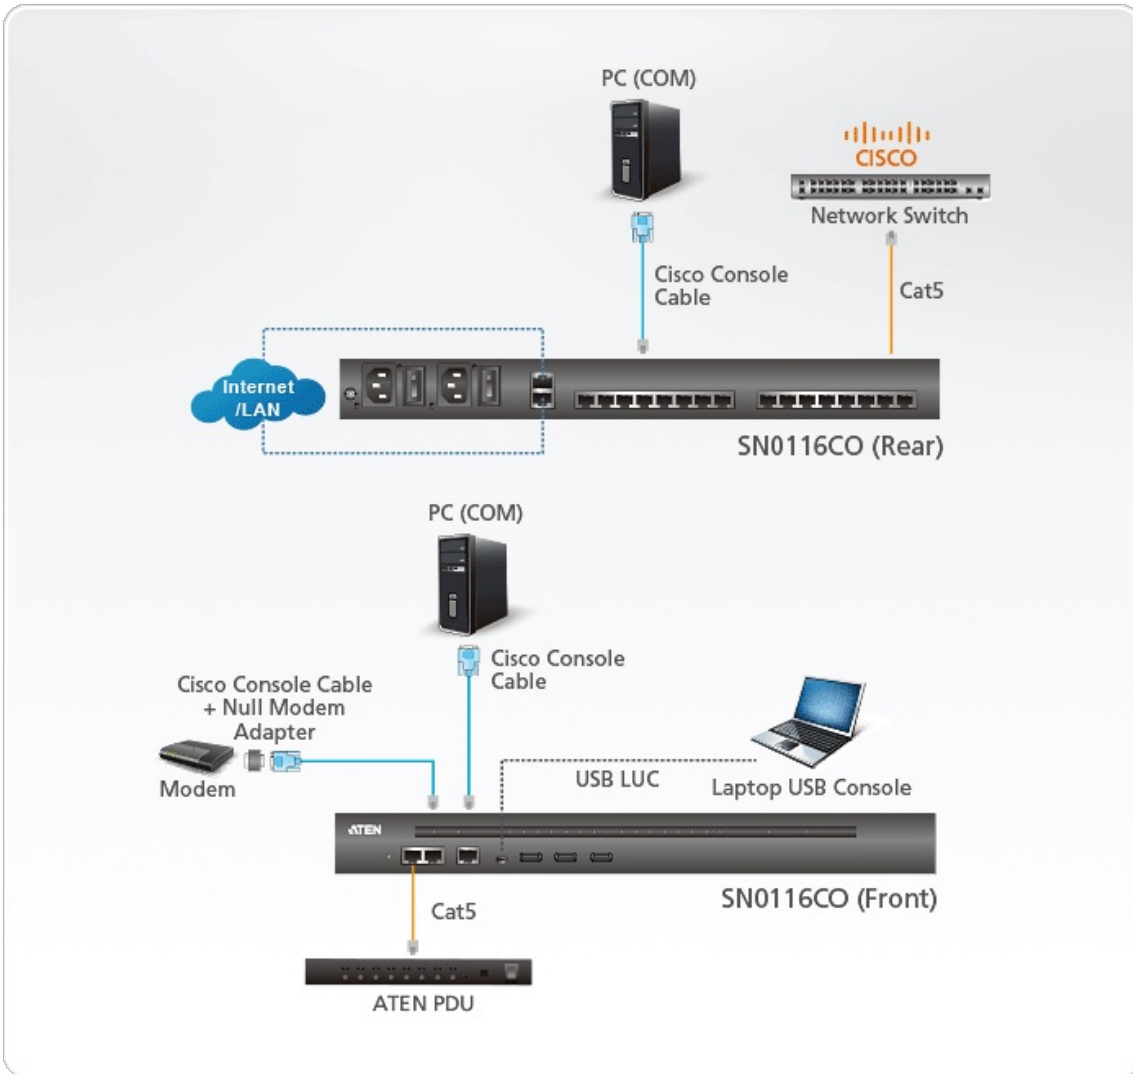 PC (COM)
CISCO
Network Switch
Cisco Console
Cable
Cat5
Internet
/LAN
SN0116CO (Rear)
PC (COM)
Cisco Console
Cable
Cisco Console Cable
+ Null Modem
Adapter
Modem
USB LUC
Laptop USB Console
ATEN
SN0116CO (Front)
Cat5
ATEN PDU